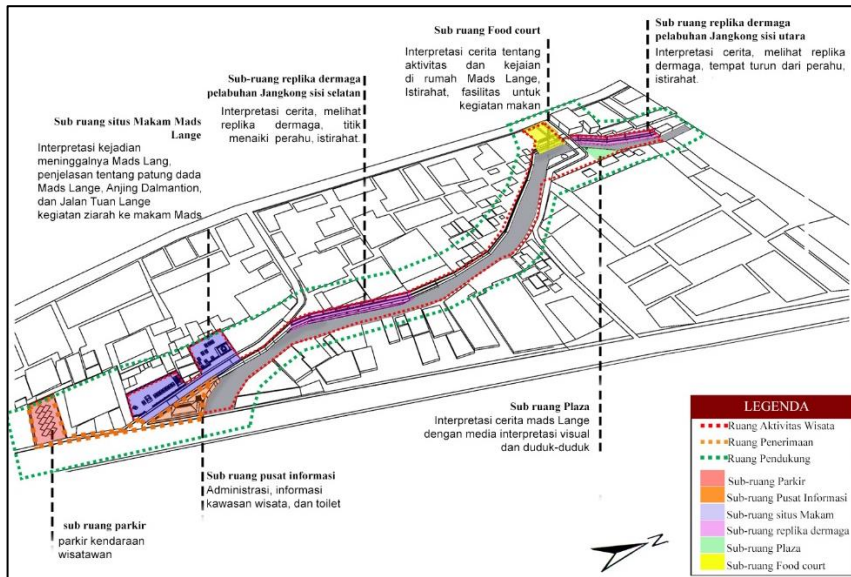 Sub ruang Food court
Interpretasi cerita tentang
aktivitas dan kejaian
di rumah Mads Lange,
Istirahat, fasilitas untuk
kegiatan makan
Sub ruang replika dermaga
pelabuhan Jangkong sisi utara
Interpretasi cerita, melihat replika
dermaga, tempat turun dari perahu,
istirahat.
Sub-ruang replika dermaga
pelabuhan Jangkong sisi selatan
Interpretasi cerita, melihat
replika dermaga, titik
menaiki perahu, istirahat.
Sub ruang situs Makam Mads
Lange
Interpretasi kejadian
meninggalnya Mads Lang,
penjelasan tentang patung dada
Mads Lange, Anjing Dalmantion,
dan Jalan Tuan Lange
kegiatan ziarah ke makam Mads
Sub ruang Plaza
Interpretasi cerita mads Lange
dengan media interpretasi visual
dan duduk-duduk
Sub ruang pusat informasi
Administrasi, informasi
kawasan wisata, dan toilet
sub ruang parkir
parkir kendaraan
wisatawan
Z
LEGENDA
Ruang Aktivitas Wisata
Ruang Penerimaan
Ruang Pendukung
Sub-ruang Parkir
Sub-ruang Pusat Informasi
Sub-ruang situs Makam
Sub-ruang replika dermaga
Sub-ruang Plaza
Sub-ruang Food court